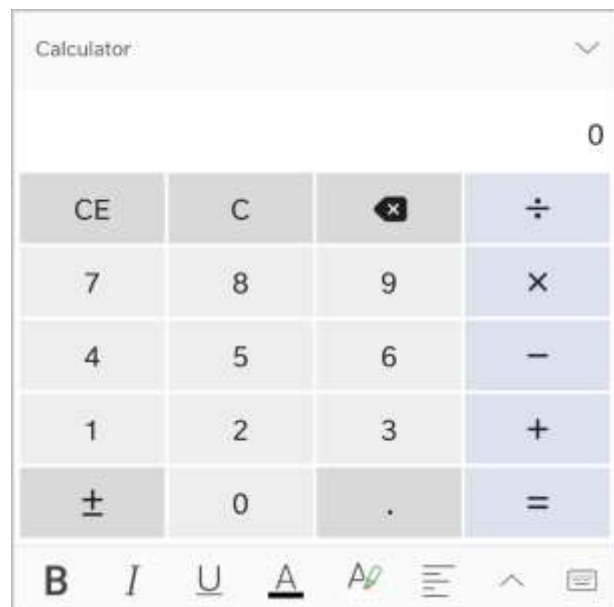 Calculator
0
CE C ÷
7 8 9 ×
4 5 6 −
1 2 3 +
± 0 . =
B I U A A